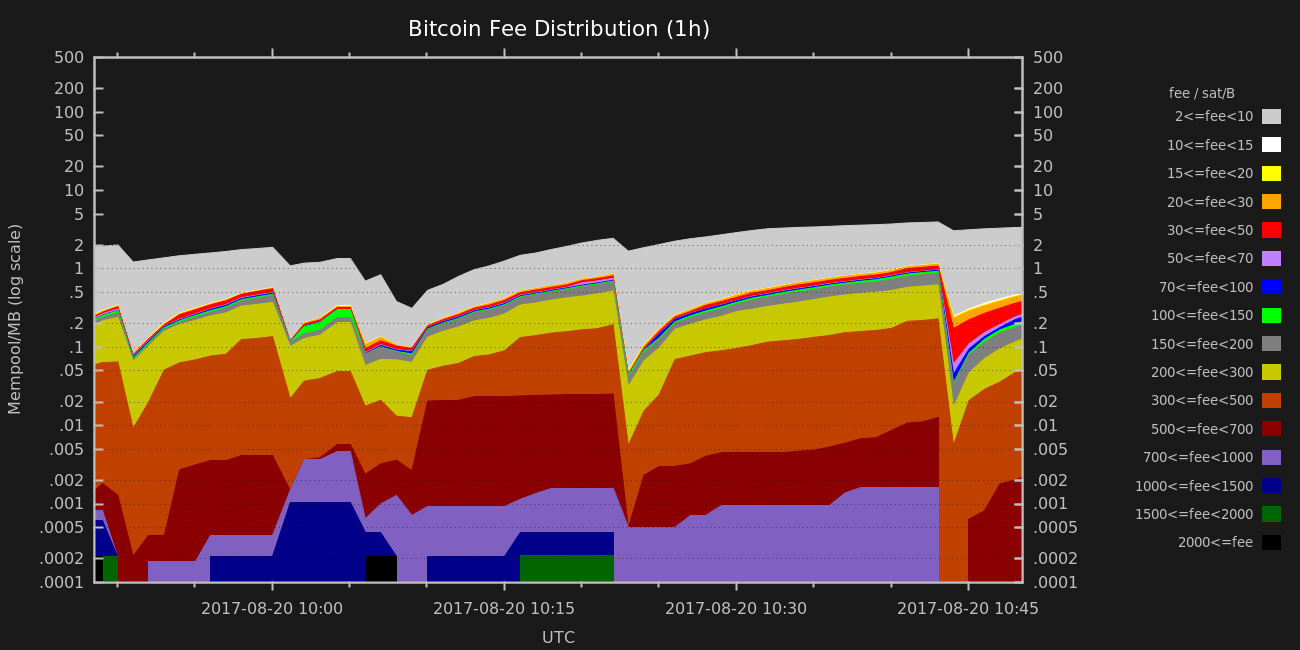 Bitcoin Fee Distribution (1h)
500 500
200 200
100 100
50 50
20 20
10 10
5 5
2 2
1 1
.5 .5
.2 .2
.1 .1
.05 .05
.02 .02
.01 .01
.005 .005
.002 .002
.001 .001
.0005 .0005
.0002 .0002
.0001 .0001
Mempool/MB (log scale)
2017-08-20 10:00 2017-08-20 10:15 2017-08-20 10:30 2017-08-20 10:45
UTC
fee / sat/B
2<=fee<10
10<=fee<15
15<=fee<20
20<=fee<30
30<=fee<50
50<=fee<70
70<=fee<100
100<=fee<150
150<=fee<200
200<=fee<300
300<=fee<500
500<=fee<700
700<=fee<1000
1000<=fee<1500
1500<=fee<2000
2000<=fee